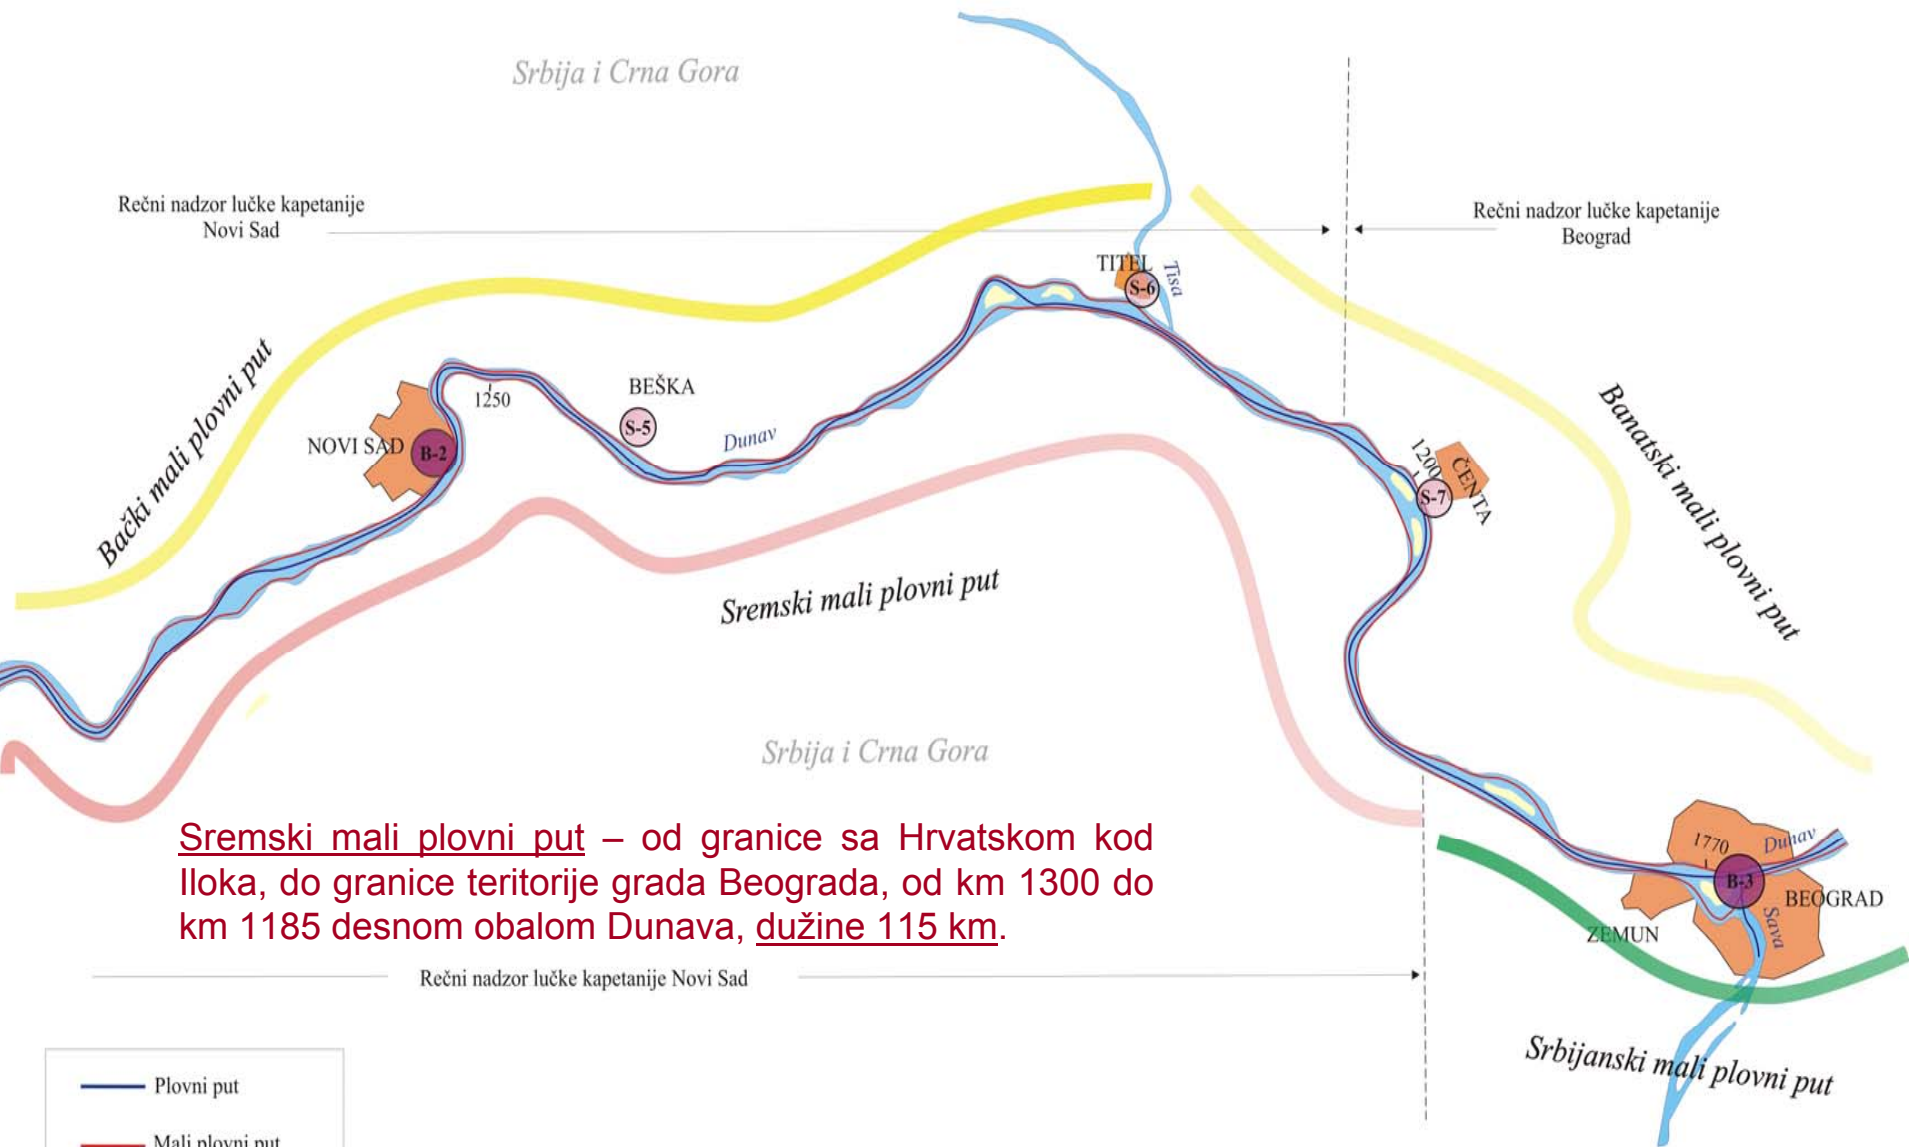 Srbija i Crna Gora
Rečni nadzor lučke kapetanije
Novi Sad
Rečni nadzor lučke kapetanije
Beograd
TITEL
S-6
Tisa
Bački mali plovni put
1250
BEŠKA
S-5
Dunav
NOVI SAD
B-2
Banatski mali plovni put
1200
ČENTA
S-7
Sremski mali plovni put
Srbija i Crna Gora
Sremski mali plovni put – od granice sa Hrvatskom kod
Iloka, do granice teritorije grada Beograda, od km 1300 do
km 1185 desnom obalom Dunava, dužine 115 km.
1770
Dunav
B-3
BEOGRAD
Sava
ZEMUN
Rečni nadzor lučke kapetanije Novi Sad
Srbijanski mali plovni put
Plovni put
Mali plovni put